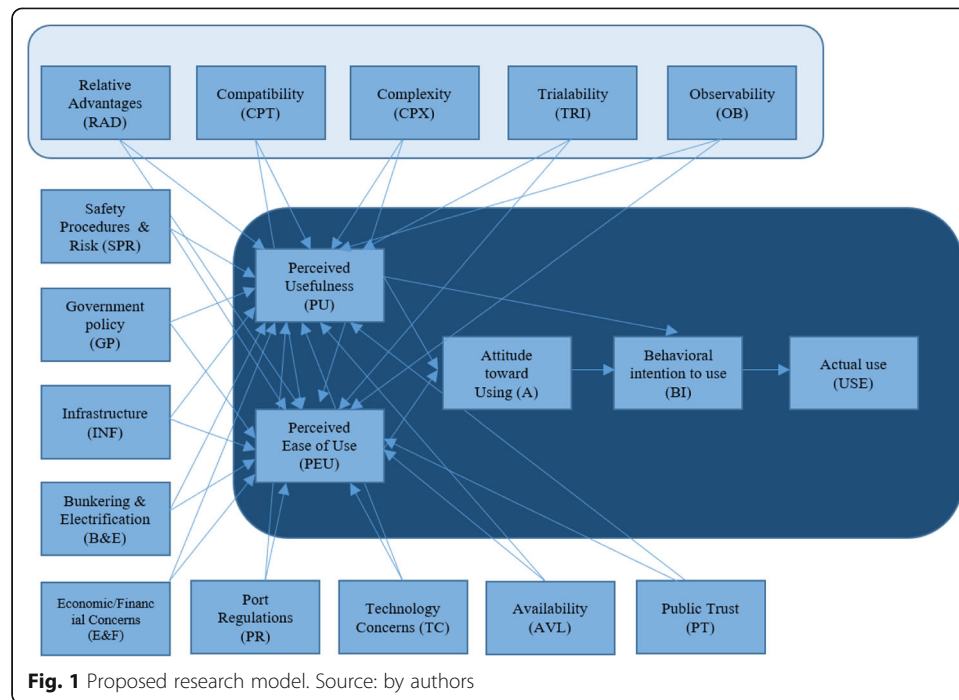 Relative
Advantages
(RAD)
Compatibility
(CPT)
Complexity
(CPX)
Trialability
(TRI)
Observability
(OB)
Safety
Procedures &
Risk (SPR)
Government
policy
(GP)
Infrastructure
(INF)
Bunkering &
Electrification
(B&E)
Economic/Financ
ial Concerns
(E&F)
Perceived
Usefulness
(PU)
Perceived
Ease of Use
(PEU)
Attitude
toward
Using (A)
Behavioral
intention to use
(BI)
Actual use
(USE)
Port
Regulations
(PR)
Technology
Concerns (TC)
Availability
(AVL)
Public Trust
(PT)
Fig. 1 Proposed research model. Source: by authors